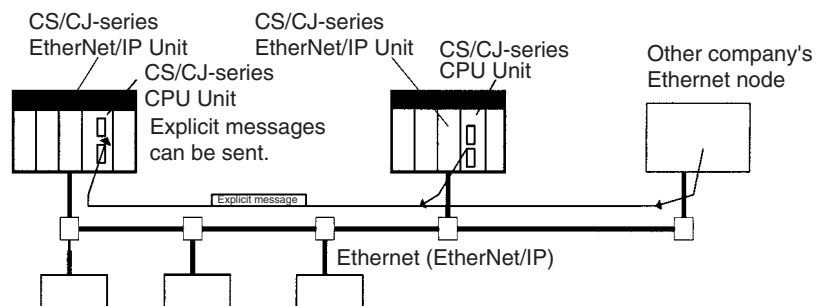 CS/CJ-series
EtherNet/IP Unit
CS/CJ-series
CPU Unit
Explicit messages
can be sent.
CS/CJ-series
EtherNet/IP Unit
CS/CJ-series
CPU Unit
Other company's
Ethernet node
Explicit message
Ethernet (EtherNet/IP)